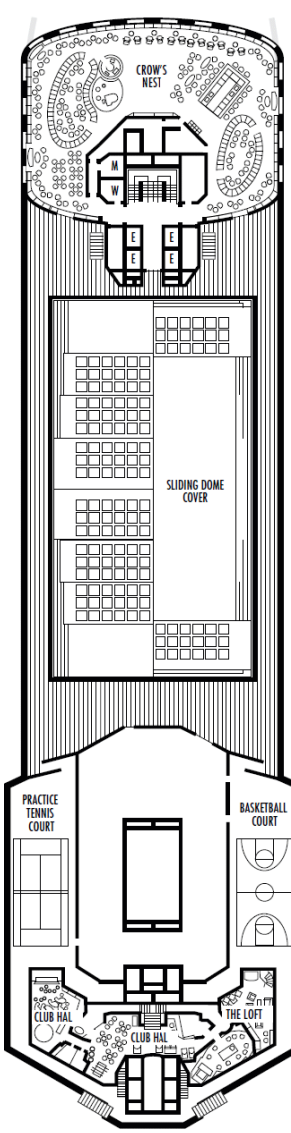 CROW'S
NEST
M
W
E
E
E
E
SLIDING DOME
COVER
PRACTICE
TENNIS
COURT
BASKETBALL
COURT
CLUB HAL
CLUB HAL
THE LOFT